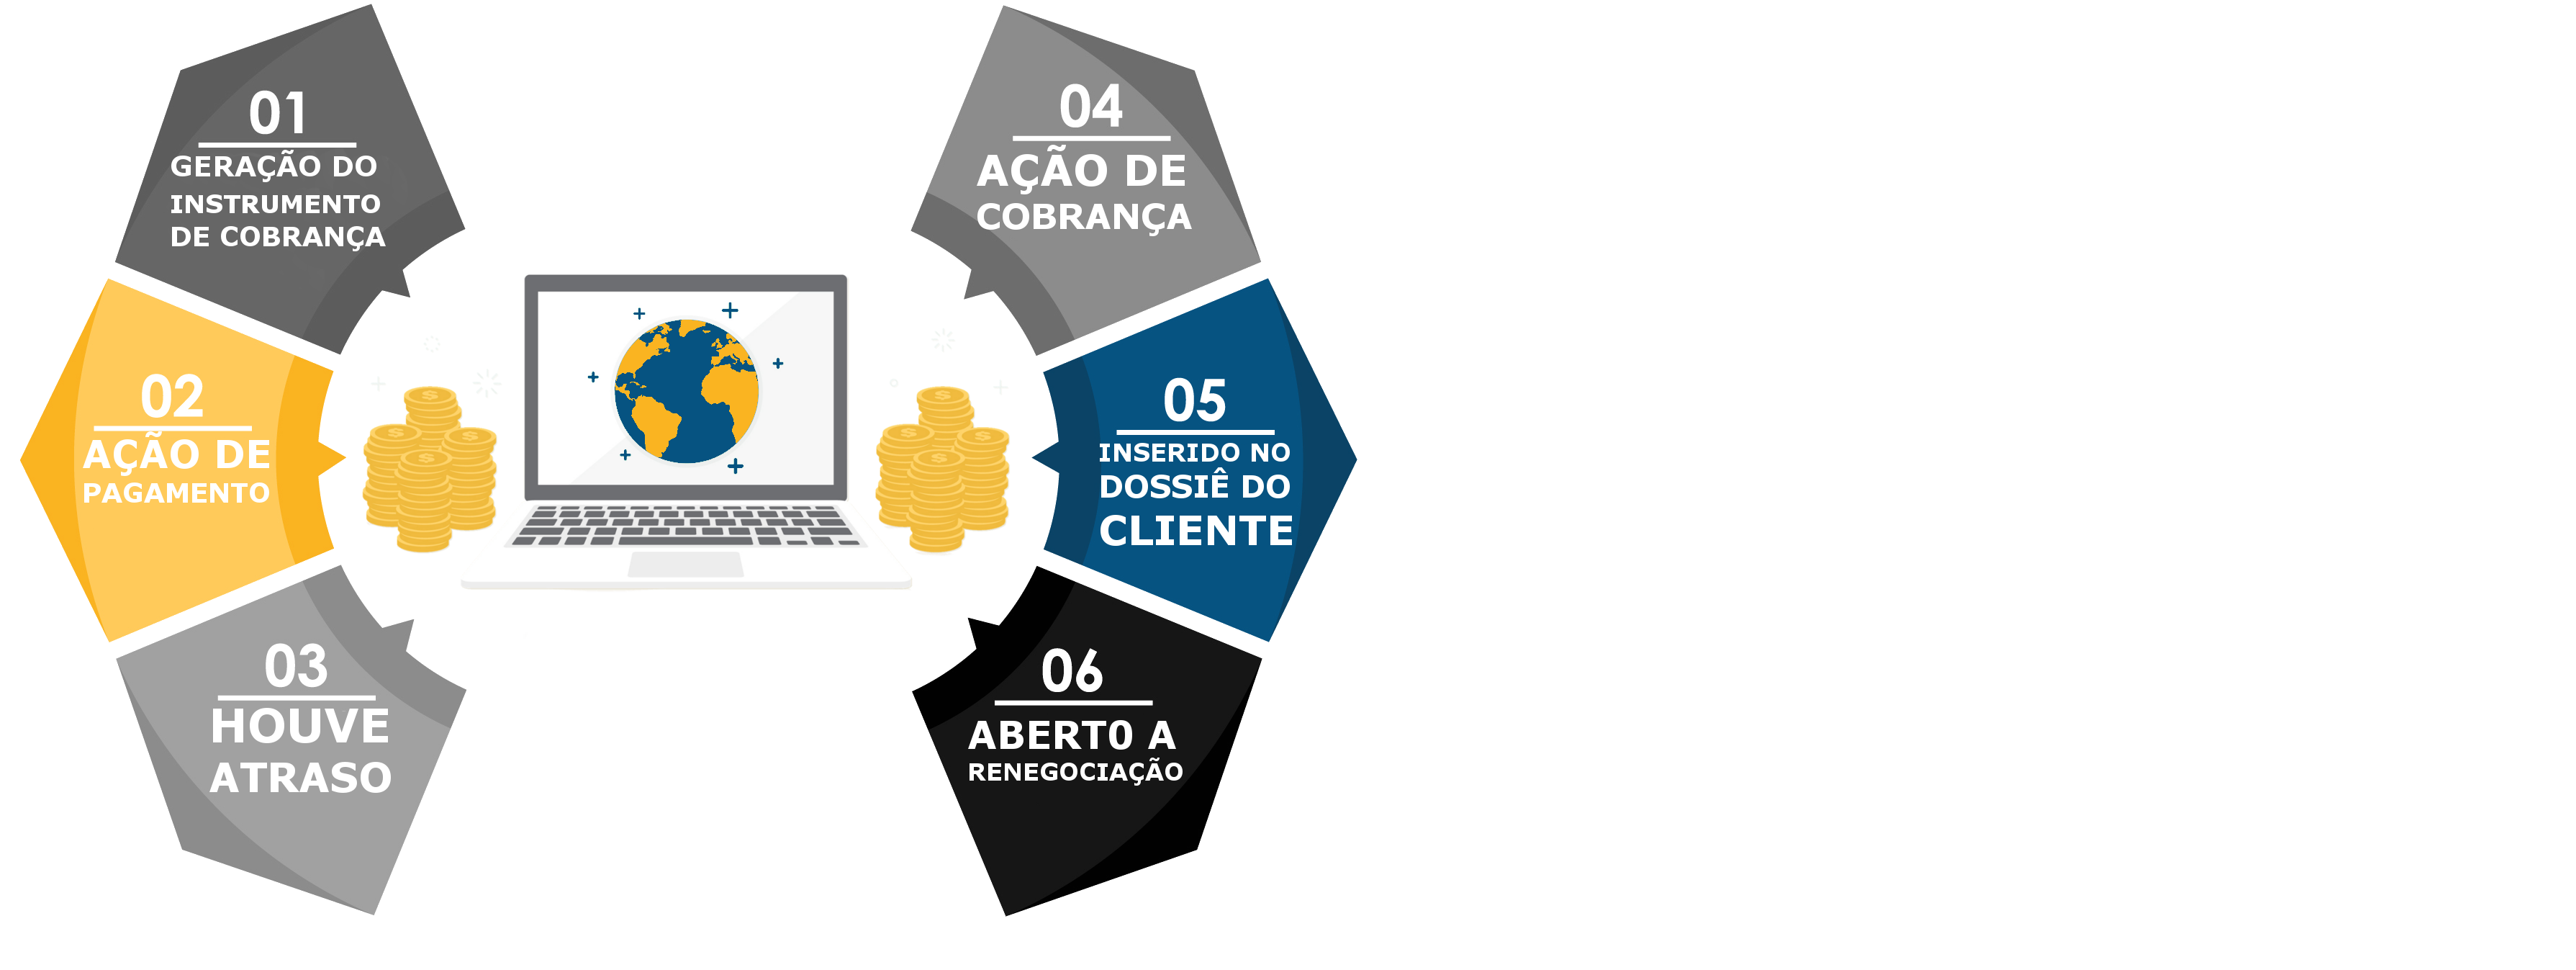 01
GERAÇÃO DO
INSTRUMENTO
DE COBRANÇA
02
AÇÃO DE
PAGAMENTO
03
HOUVE
ATRASO
04
AÇÃO DE
COBRANÇA
05
INSERIDO NO
DOSSIÊ DO
CLIENTE
06
ABERT0 A
RENEGOCIAÇÃO